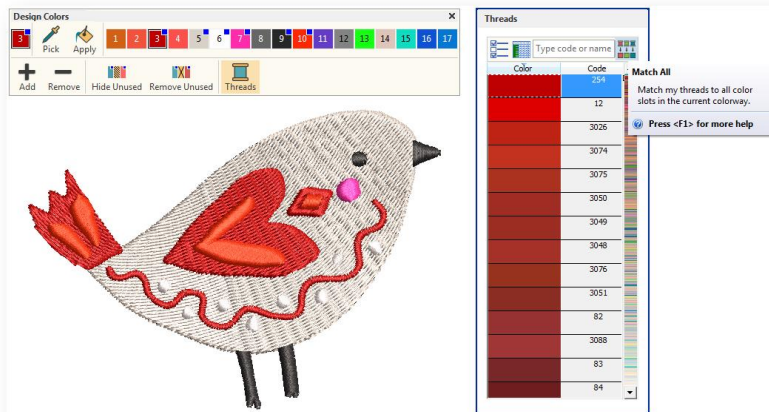 Design Colors
3 Pick Apply 1 2 3 4 5 6 7 8 9 10 11 12 13 14 15 16 17
Add Remove Hide Unused Remove Unused Threads
Threads
Type code or name
Color Code
254
12
3026
3074
3075
3050
3049
3048
3076
3051
82
3088
83
84
Match All
Match my threads to all color
slots in the current colorway.
Press <F1> for more help